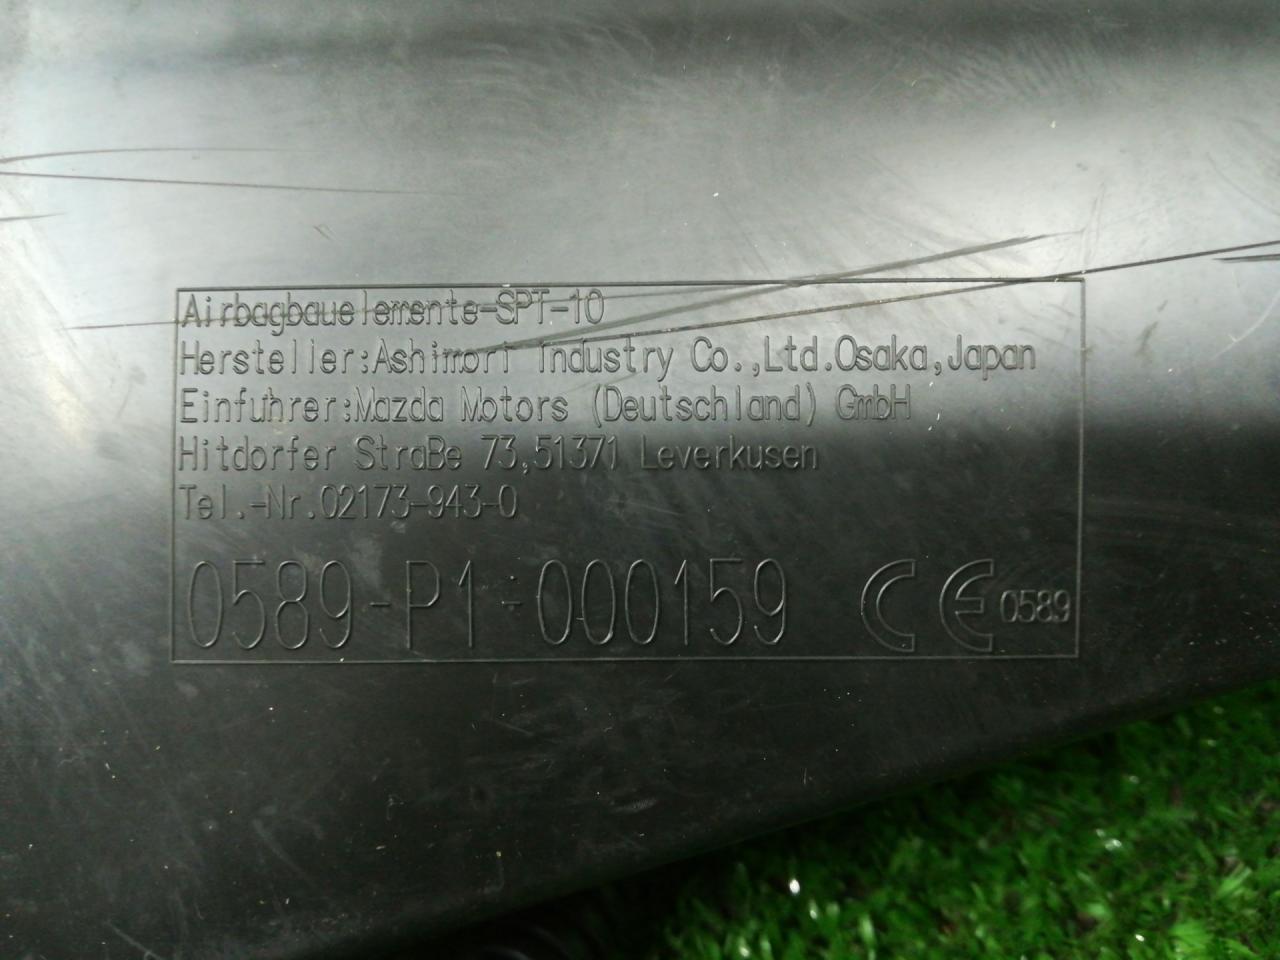 Airbagbauelemente-SPT-10
Hersteller:Ashimori Industry Co.,Ltd.Osaka,Japan
Einfuhrer:Mazda Motors (Deutschland) GmbH
Hitdorfer StraBe 73,51371 Leverkusen
Tel.-Nr.02173-943-0
0589-P1-000159 CE 0589